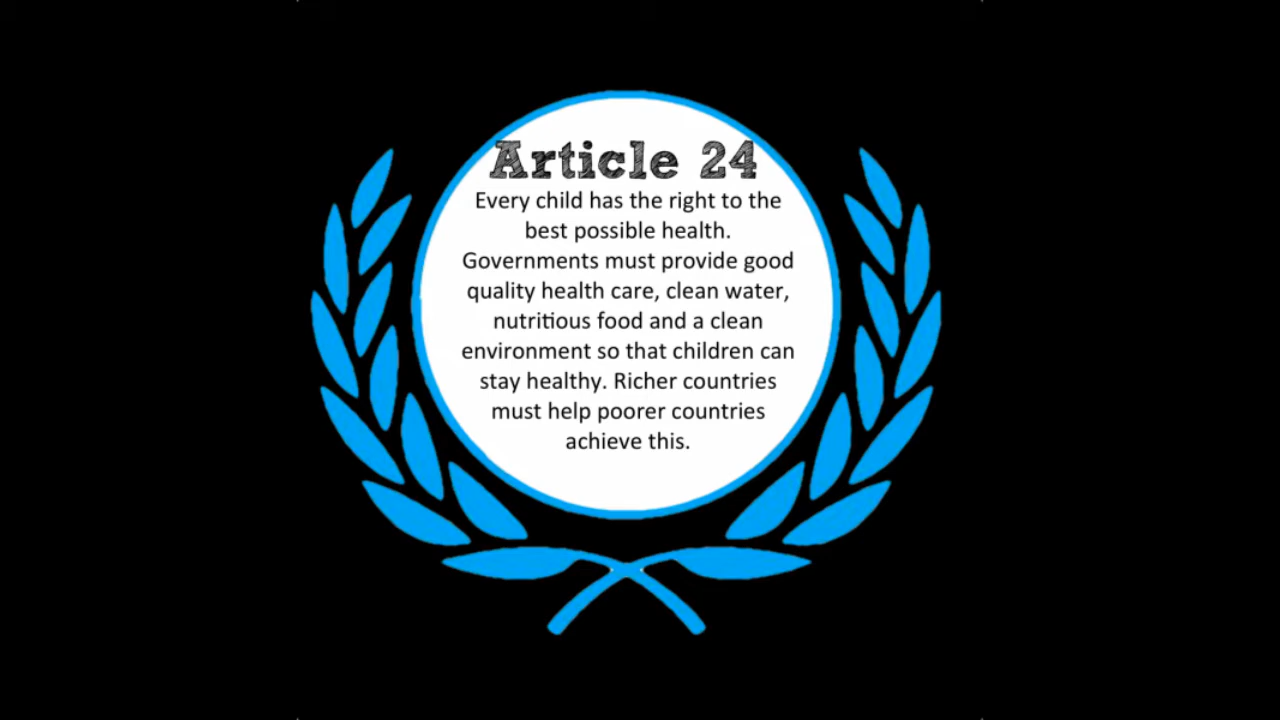 Article 24
Every child has the right to the
best possible health.
Governments must provide good
quality health care, clean water,
nutritious food and a clean
environment so that children can
stay healthy. Richer countries
must help poorer countries
achieve this.